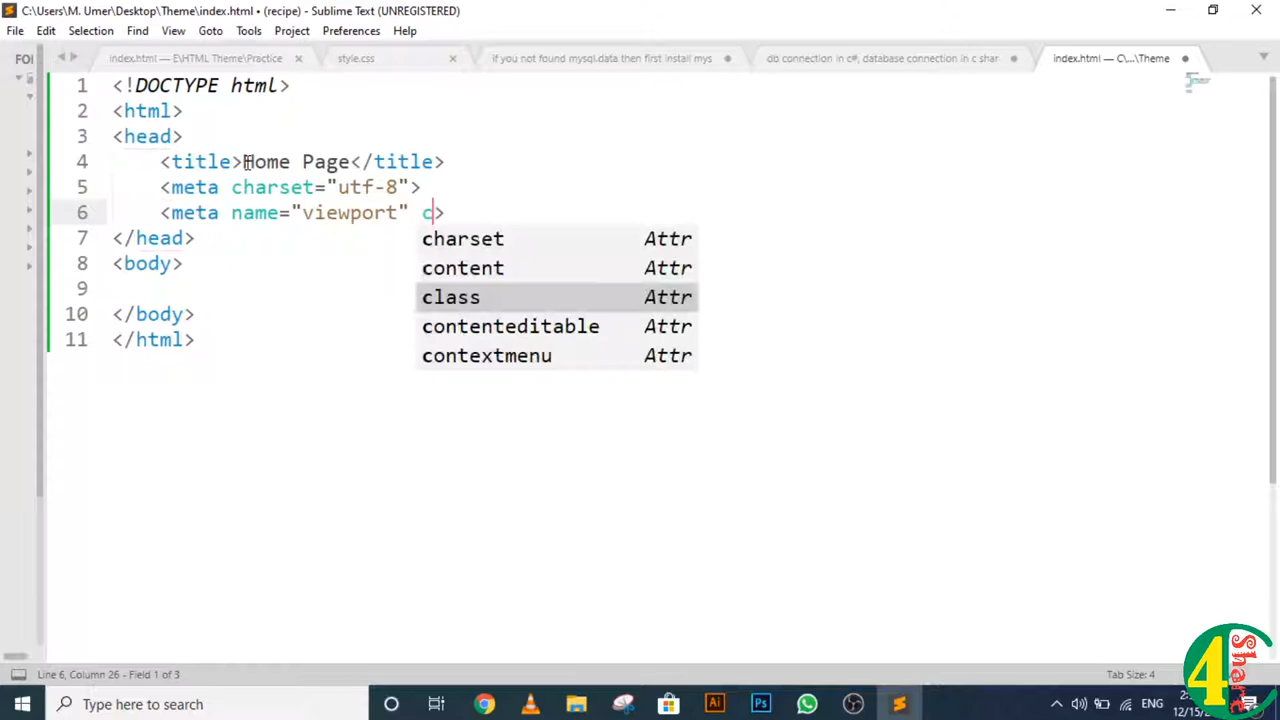 C:\Users\M. Umer\Desktop\Theme\index.html • (recipe) - Sublime Text (UNREGISTERED)
File Edit Selection Find View Goto Tools Project Preferences Help
FOI
index.html — E\HTML Theme\Practice
style.css
if you not found mysql.data then first install mys
db connection in c#, database connection in c shar
index.html — C\...\Theme
1 <!DOCTYPE html>
2 <html>
3 <head>
4 <title>Home Page</title>
5 <meta charset="utf-8">
6 <meta name="viewport" c>
7 </head>
8 <body>
9
10 </body>
11 </html>
charset Attr
content Attr
class Attr
contenteditable Attr
contextmenu Attr
Line 6, Column 26 - Field 1 of 3
Tab Size: 4
Type here to search
ENG
4
Share